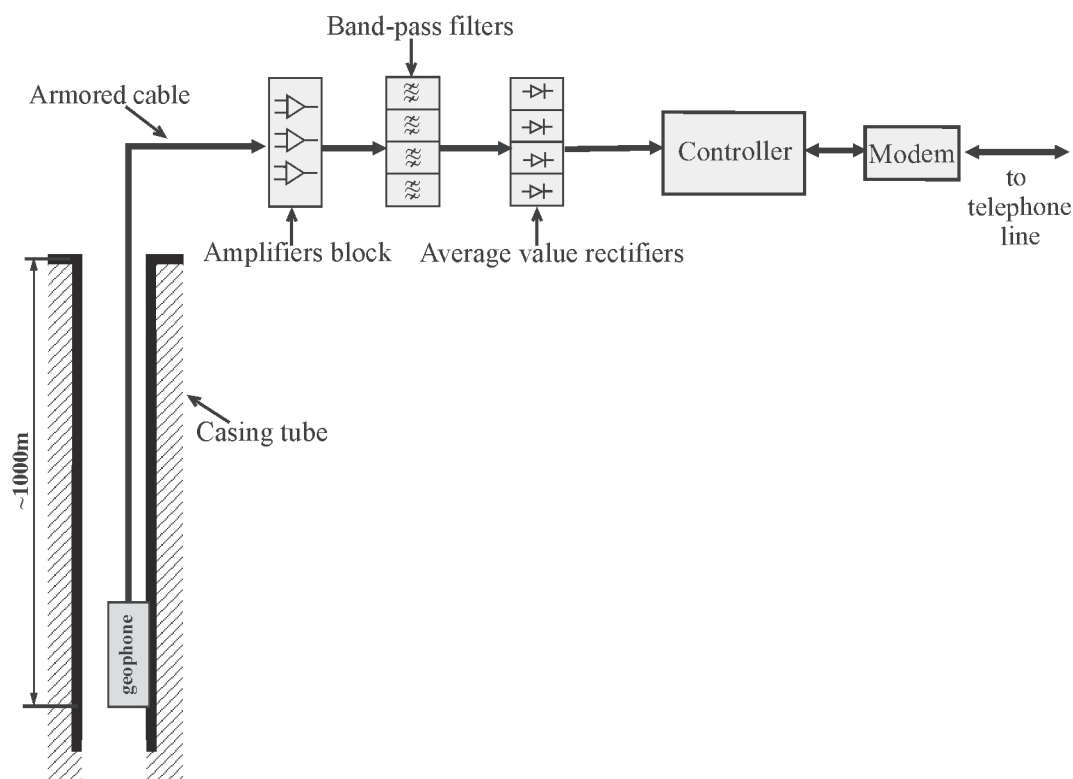 Band-pass filters
Armored cable
Controller
Modem
to
telephone
line
Amplifiers block
Average value rectifiers
Casing tube
~1000m
geophone